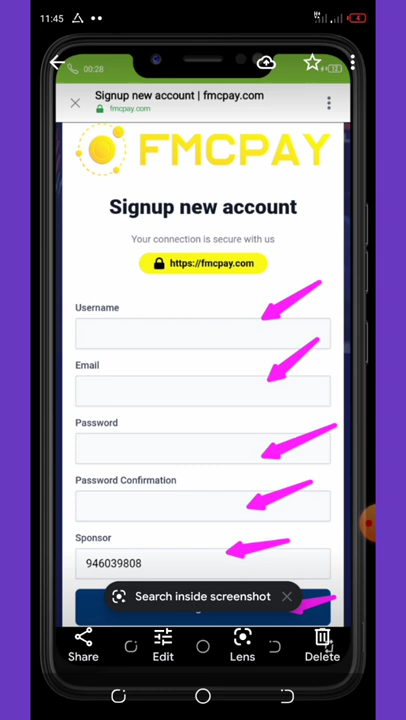 11:45
00:28
Signup new account | fmcpay.com
fmcpay.com
FMCPAY
Signup new account
Your connection is secure with us
https://fmcpay.com
Username
Email
Password
Password Confirmation
Sponsor
946039808
Search inside screenshot
Share
Edit
Lens
Delete